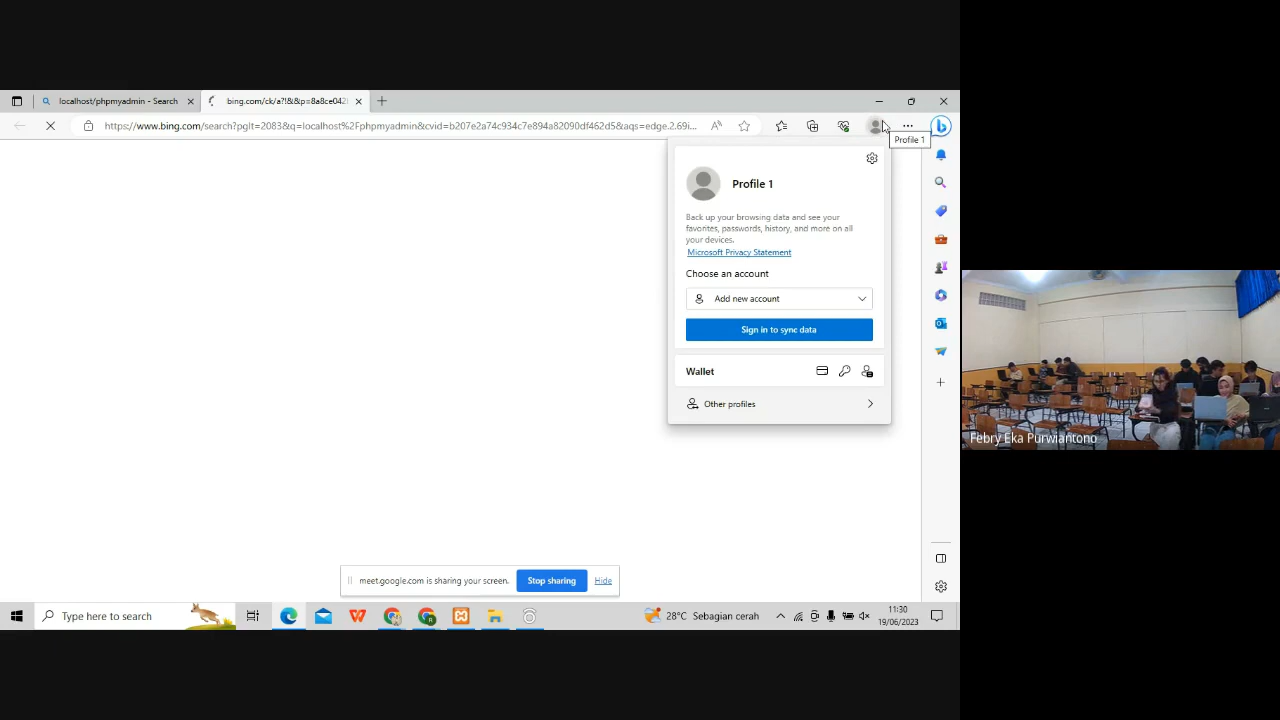 localhost/phpmyadmin - Search
bing.com/ck/a?!&&p=8a8ce042
https://www.bing.com/search?pglt=2083&q=localhost%2Fphpmyadmin&cvid=b207e2a74c934c7e894a82090df462d5&aqs=edge.2.69i...
Profile 1
Profile 1
Back up your browsing data and see your
favorites, passwords, history, and more on all
your devices.
Microsoft Privacy Statement
Choose an account
Add new account
Sign in to sync data
Wallet
Other profiles
Febry Eka Purwiantono
meet.google.com is sharing your screen.
Stop sharing
Hide
Type here to search
28°C Sebagian cerah
11:30
19/06/2023